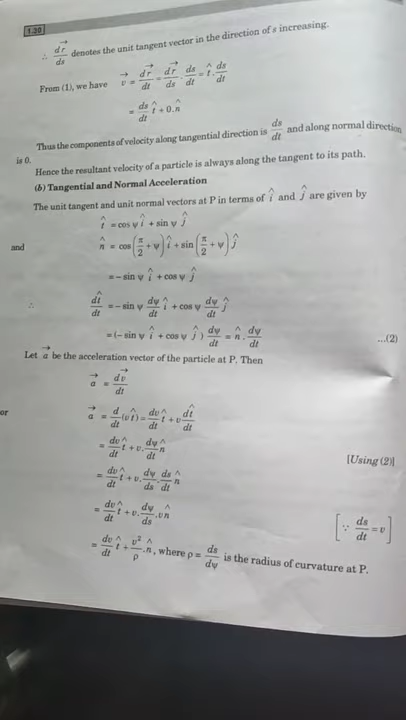 1.20
∴ dr⃗/ds denotes the unit tangent vector in the direction of s increasing.
From (1), we have v⃗ = dr⃗/dt = dr⃗/ds . ds/dt = t̂ . ds/dt
= ds/dt t̂ + 0.n̂
Thus the components of velocity along tangential direction is ds/dt and along normal direction
is 0.
Hence the resultant velocity of a particle is always along the tangent to its path.
(b) Tangential and Normal Acceleration
The unit tangent and unit normal vectors at P in terms of î and ĵ are given by
t̂ = cos ψ î + sin ψ ĵ
and n̂ = cos(π/2 + ψ) î + sin(π/2 + ψ) ĵ
= – sin ψ î + cos ψ ĵ
∴ dt̂/dt = – sin ψ dψ/dt î + cos ψ dψ/dt ĵ
= (– sin ψ î + cos ψ ĵ) dψ/dt = n̂ . dψ/dt ...(2)
Let a⃗ be the acceleration vector of the particle at P. Then
a⃗ = dv⃗/dt
or a⃗ = d/dt (v t̂) = dv/dt t̂ + v dt̂/dt
= dv/dt t̂ + v . dψ/dt n̂ [Using (2)]
= dv/dt t̂ + v . dψ/ds . ds/dt n̂
= dv/dt t̂ + v . dψ/ds . v n̂ [∵ ds/dt = v]
= dv/dt t̂ + v²/ρ . n̂, where ρ = ds/dψ is the radius of curvature at P.